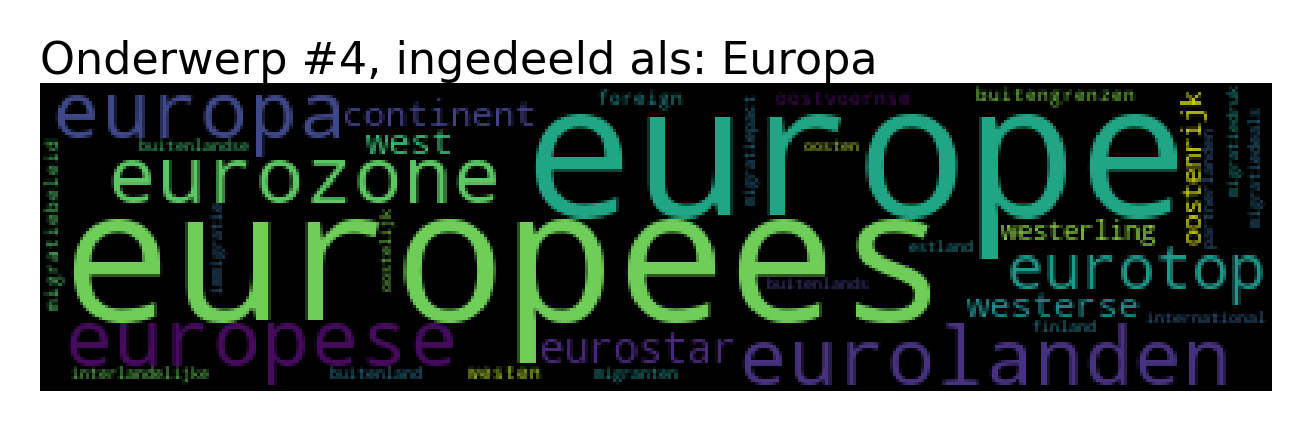 Onderwerp #4, ingedeeld als: Europa
europa
continent
foreign
oostvoornse
buitengrenzen
oostenrijk
migratiedruk
migratiedeals
partnerlanden
migratiepact
europe
west
buitenlandse
oosten
eurozone
migratiebeleid
immigratie
oostelijk
europees
estland
westerling
eurotop
buitenlands
westerse
finland
international
europese
eurostar
eurolanden
interlandelijke
buitenland
westen
migranten